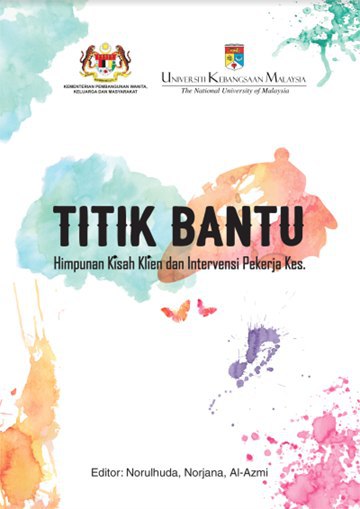 KEMENTERIAN PEMBANGUNAN WANITA,
KELUARGA DAN MASYARAKAT
UNIVERSITI KEBANGSAAN MALAYSIA
The National University of Malaysia
TITIK BANTU
Himpunan Kisah Klien dan Intervensi Pekerja Kes.
Editor: Norulhuda, Norjana, Al-Azmi